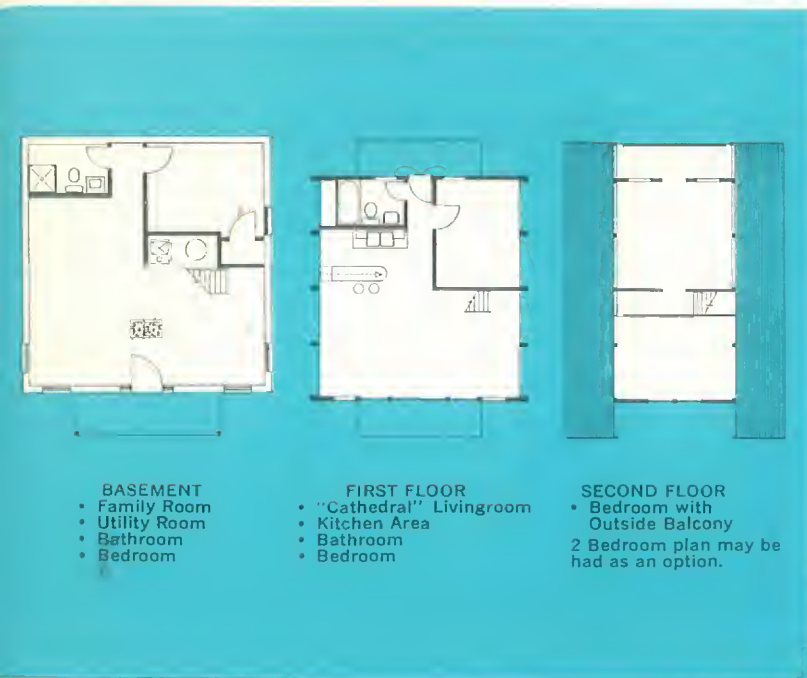 BASEMENT
• Family Room
• Utility Room
• Bathroom
• Bedroom
FIRST FLOOR
• "Cathedral" Livingroom
• Kitchen Area
• Bathroom
• Bedroom
SECOND FLOOR
• Bedroom with
Outside Balcony
2 Bedroom plan may be
had as an option.